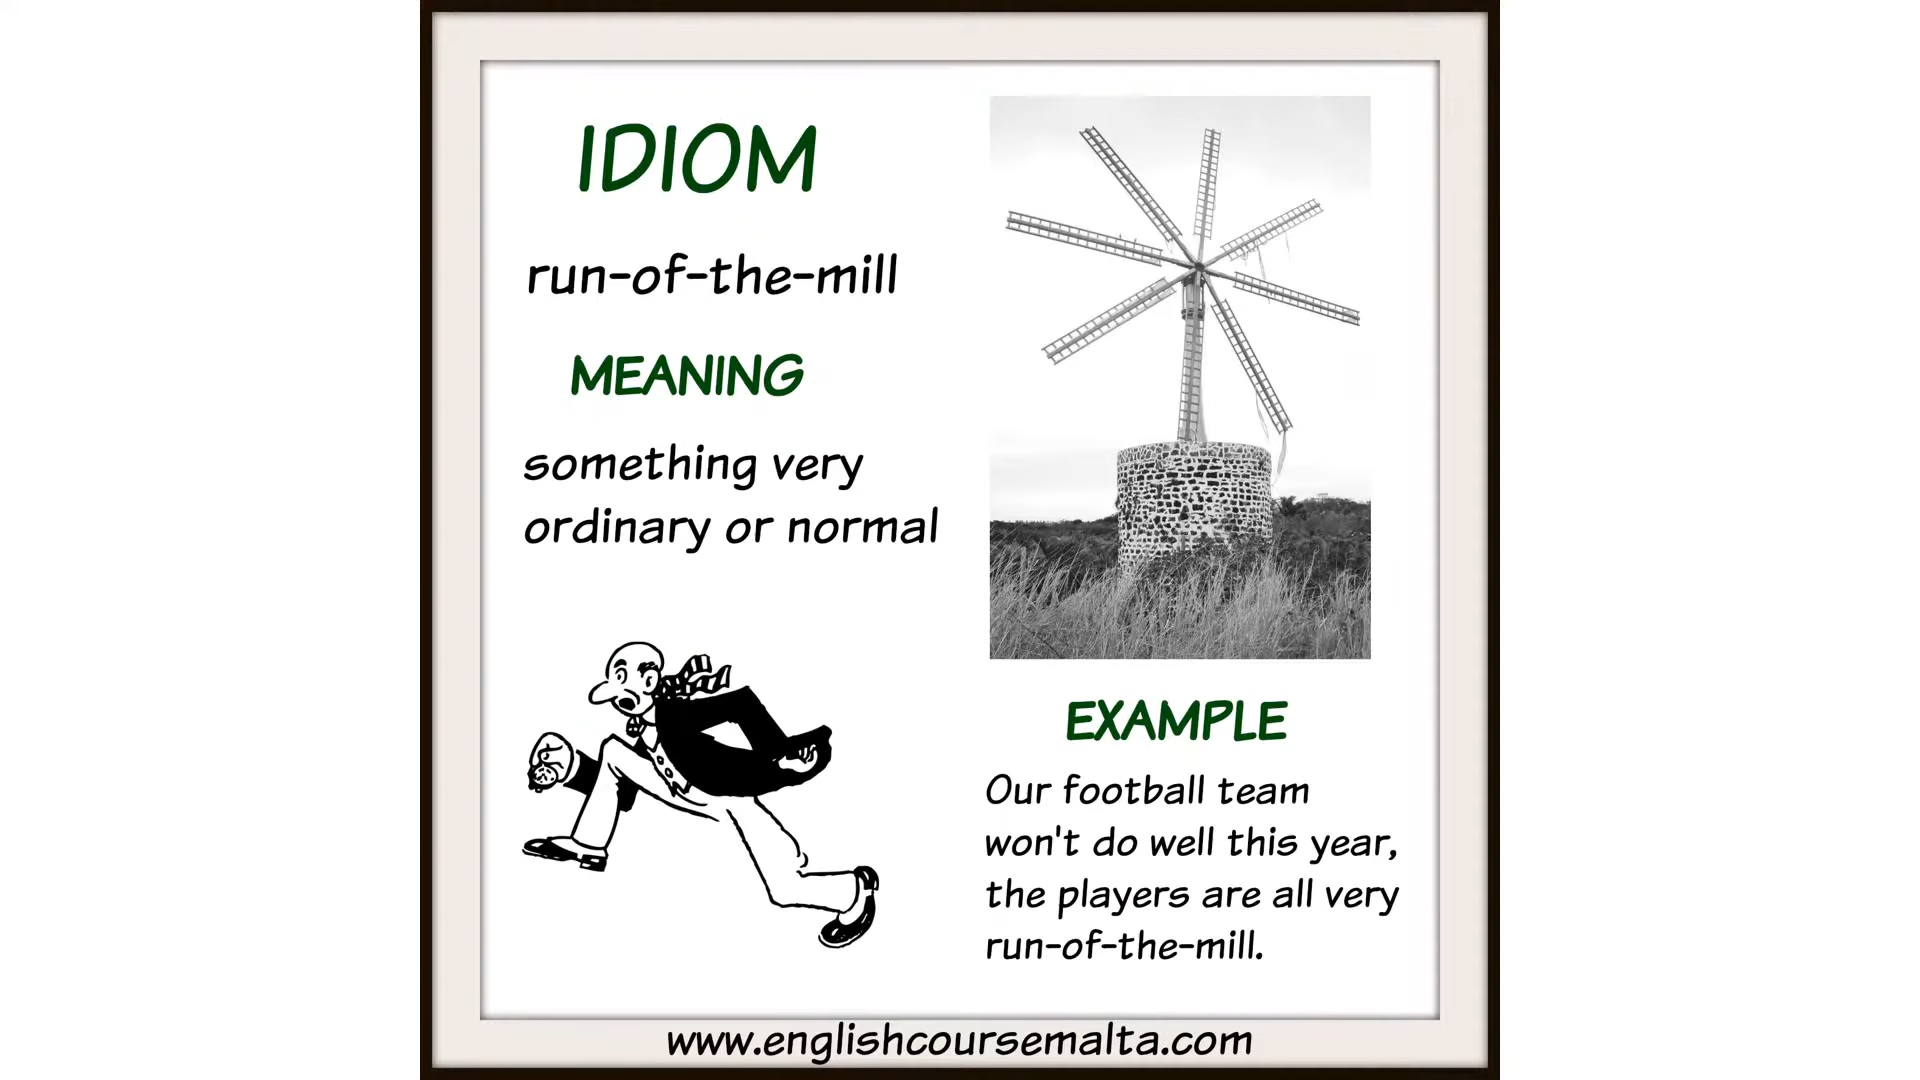 IDIOM
run-of-the-mill
MEANING
something very
ordinary or normal
EXAMPLE
Our football team
won't do well this year,
the players are all very
run-of-the-mill.
www.englishcoursemalta.com